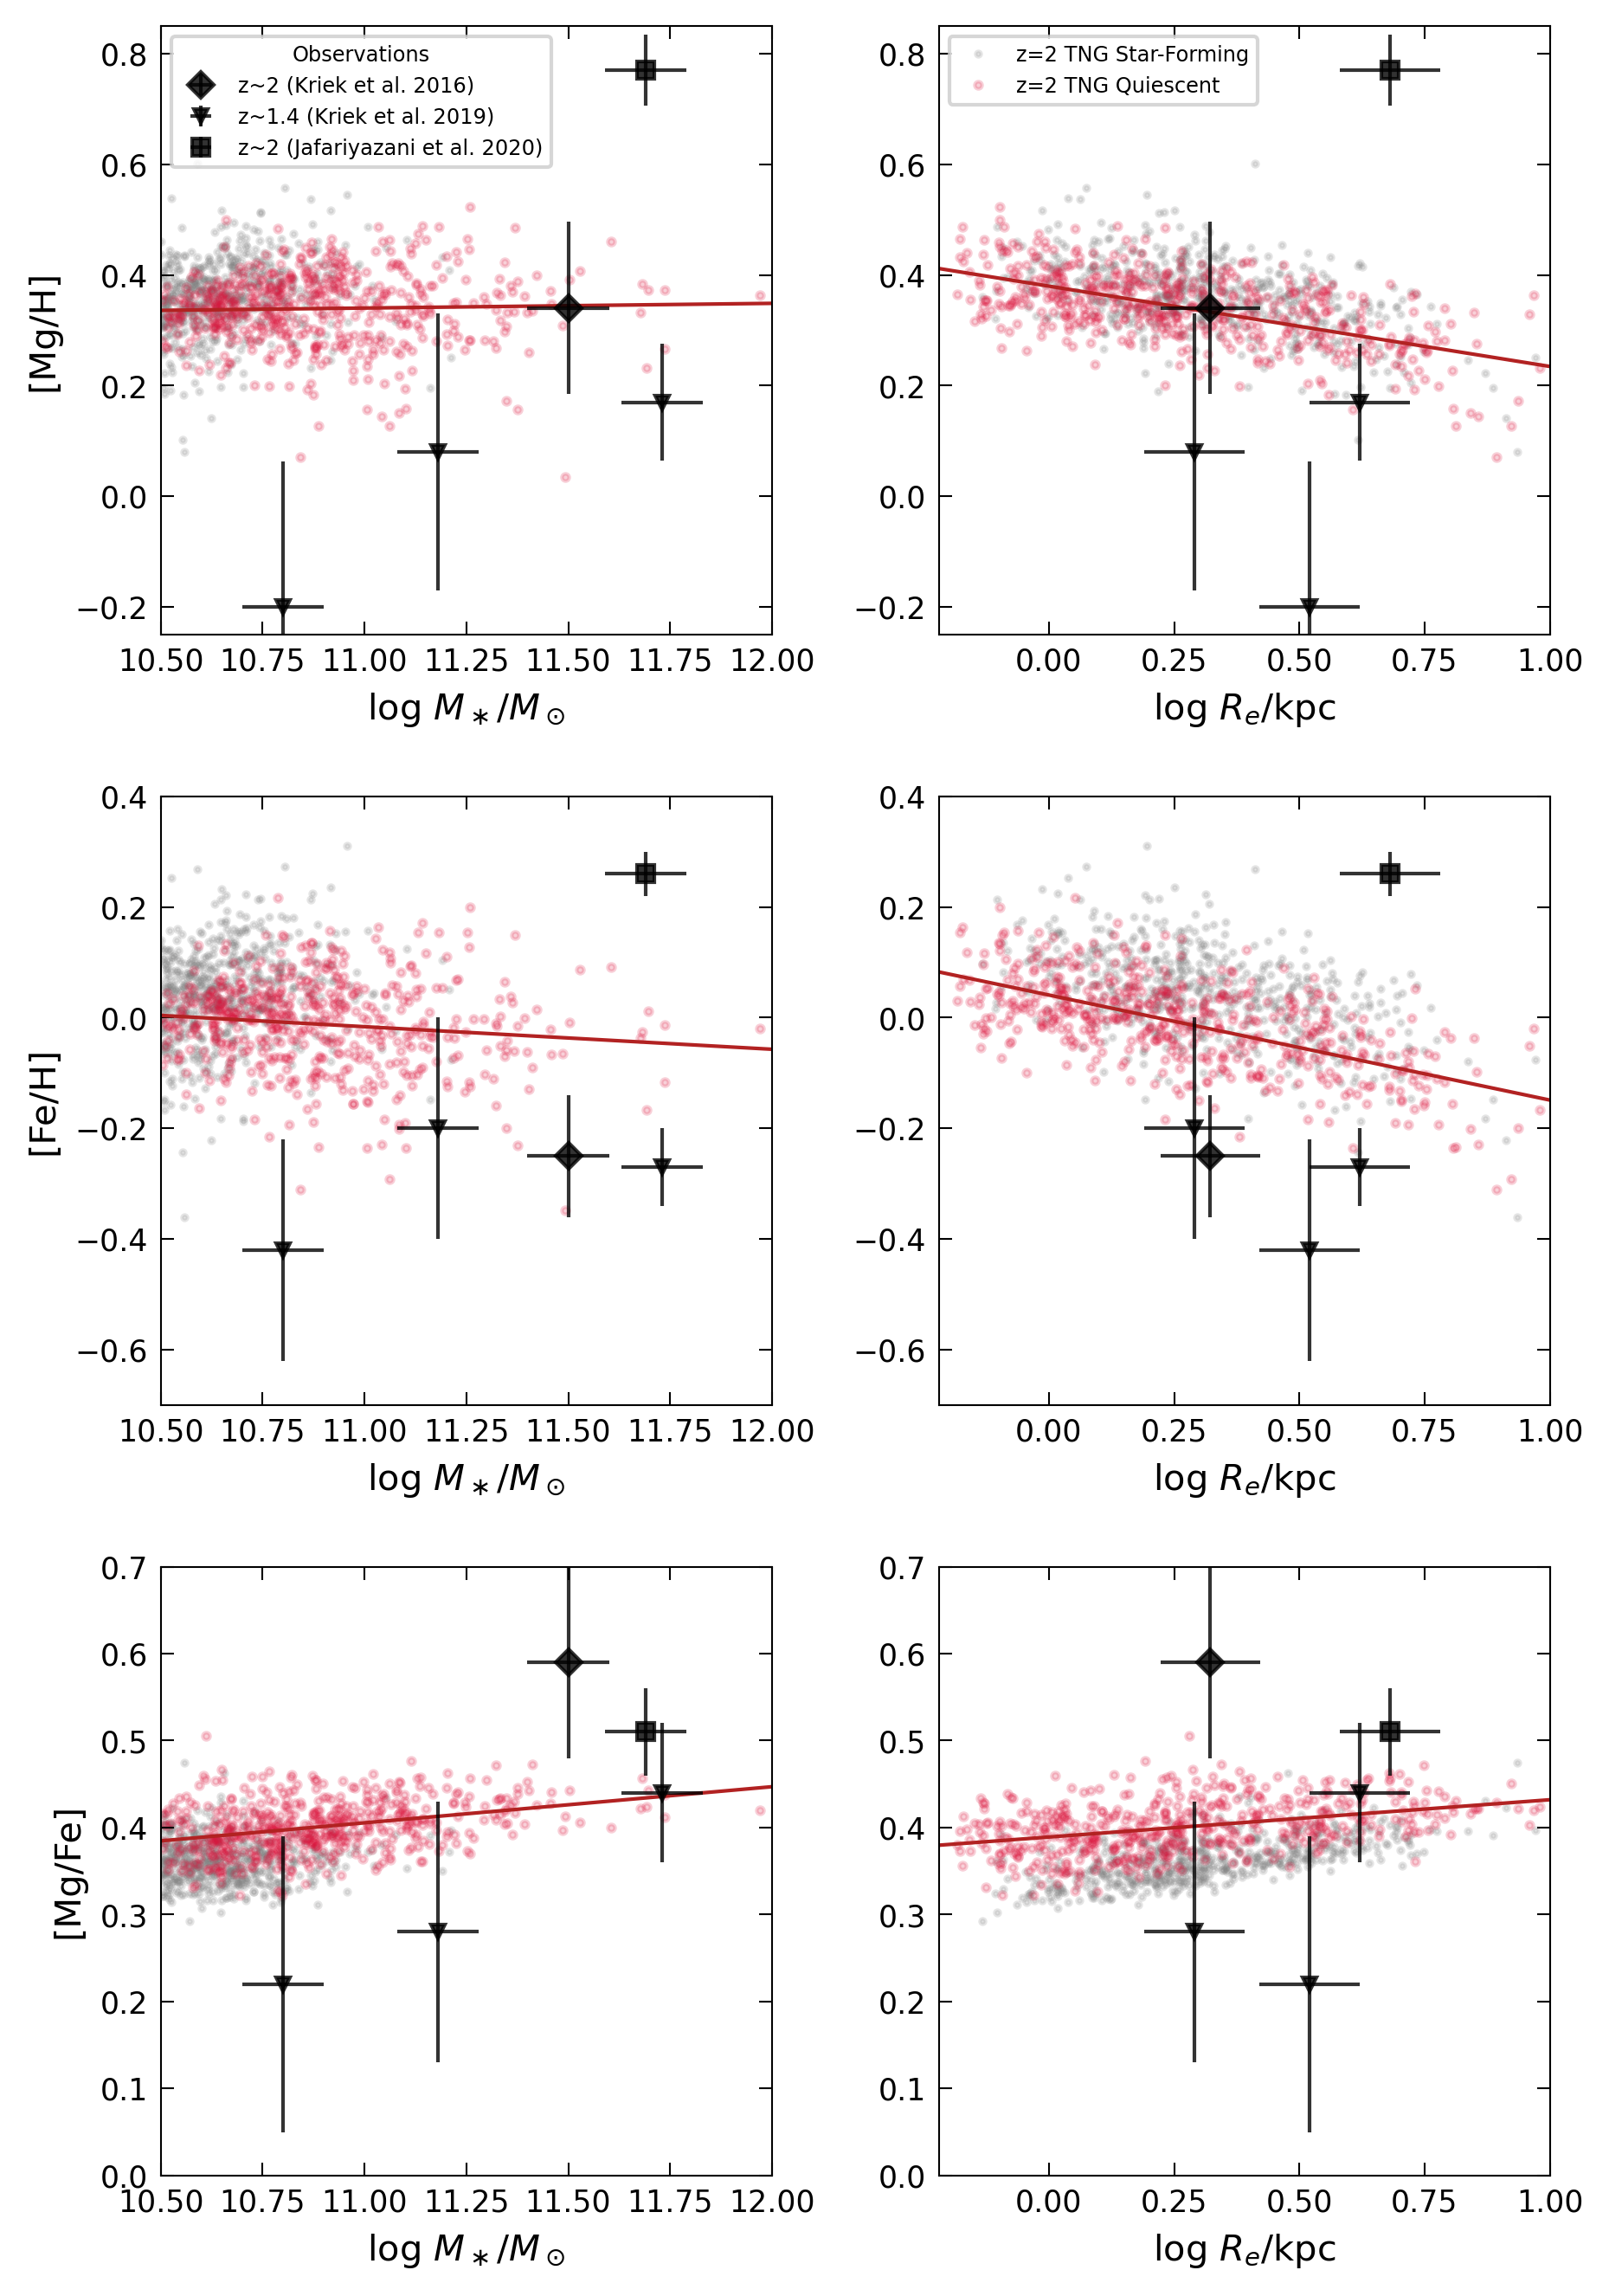 Observations
z~2 (Kriek et al. 2016)
z~1.4 (Kriek et al. 2019)
z~2 (Jafariyazani et al. 2020)
0.8
0.6
0.4
0.2
0.0
−0.2
[Mg/H]
10.50 10.75 11.00 11.25 11.50 11.75 12.00
log M∗/M⊙
z=2 TNG Star-Forming
z=2 TNG Quiescent
0.8
0.6
0.4
0.2
0.0
−0.2
0.00 0.25 0.50 0.75 1.00
log Re/kpc
0.4
0.2
0.0
−0.2
−0.4
−0.6
[Fe/H]
10.50 10.75 11.00 11.25 11.50 11.75 12.00
log M∗/M⊙
0.4
0.2
0.0
−0.2
−0.4
−0.6
0.00 0.25 0.50 0.75 1.00
log Re/kpc
0.7
0.6
0.5
0.4
0.3
0.2
0.1
0.0
[Mg/Fe]
10.50 10.75 11.00 11.25 11.50 11.75 12.00
log M∗/M⊙
0.7
0.6
0.5
0.4
0.3
0.2
0.1
0.0
0.00 0.25 0.50 0.75 1.00
log Re/kpc